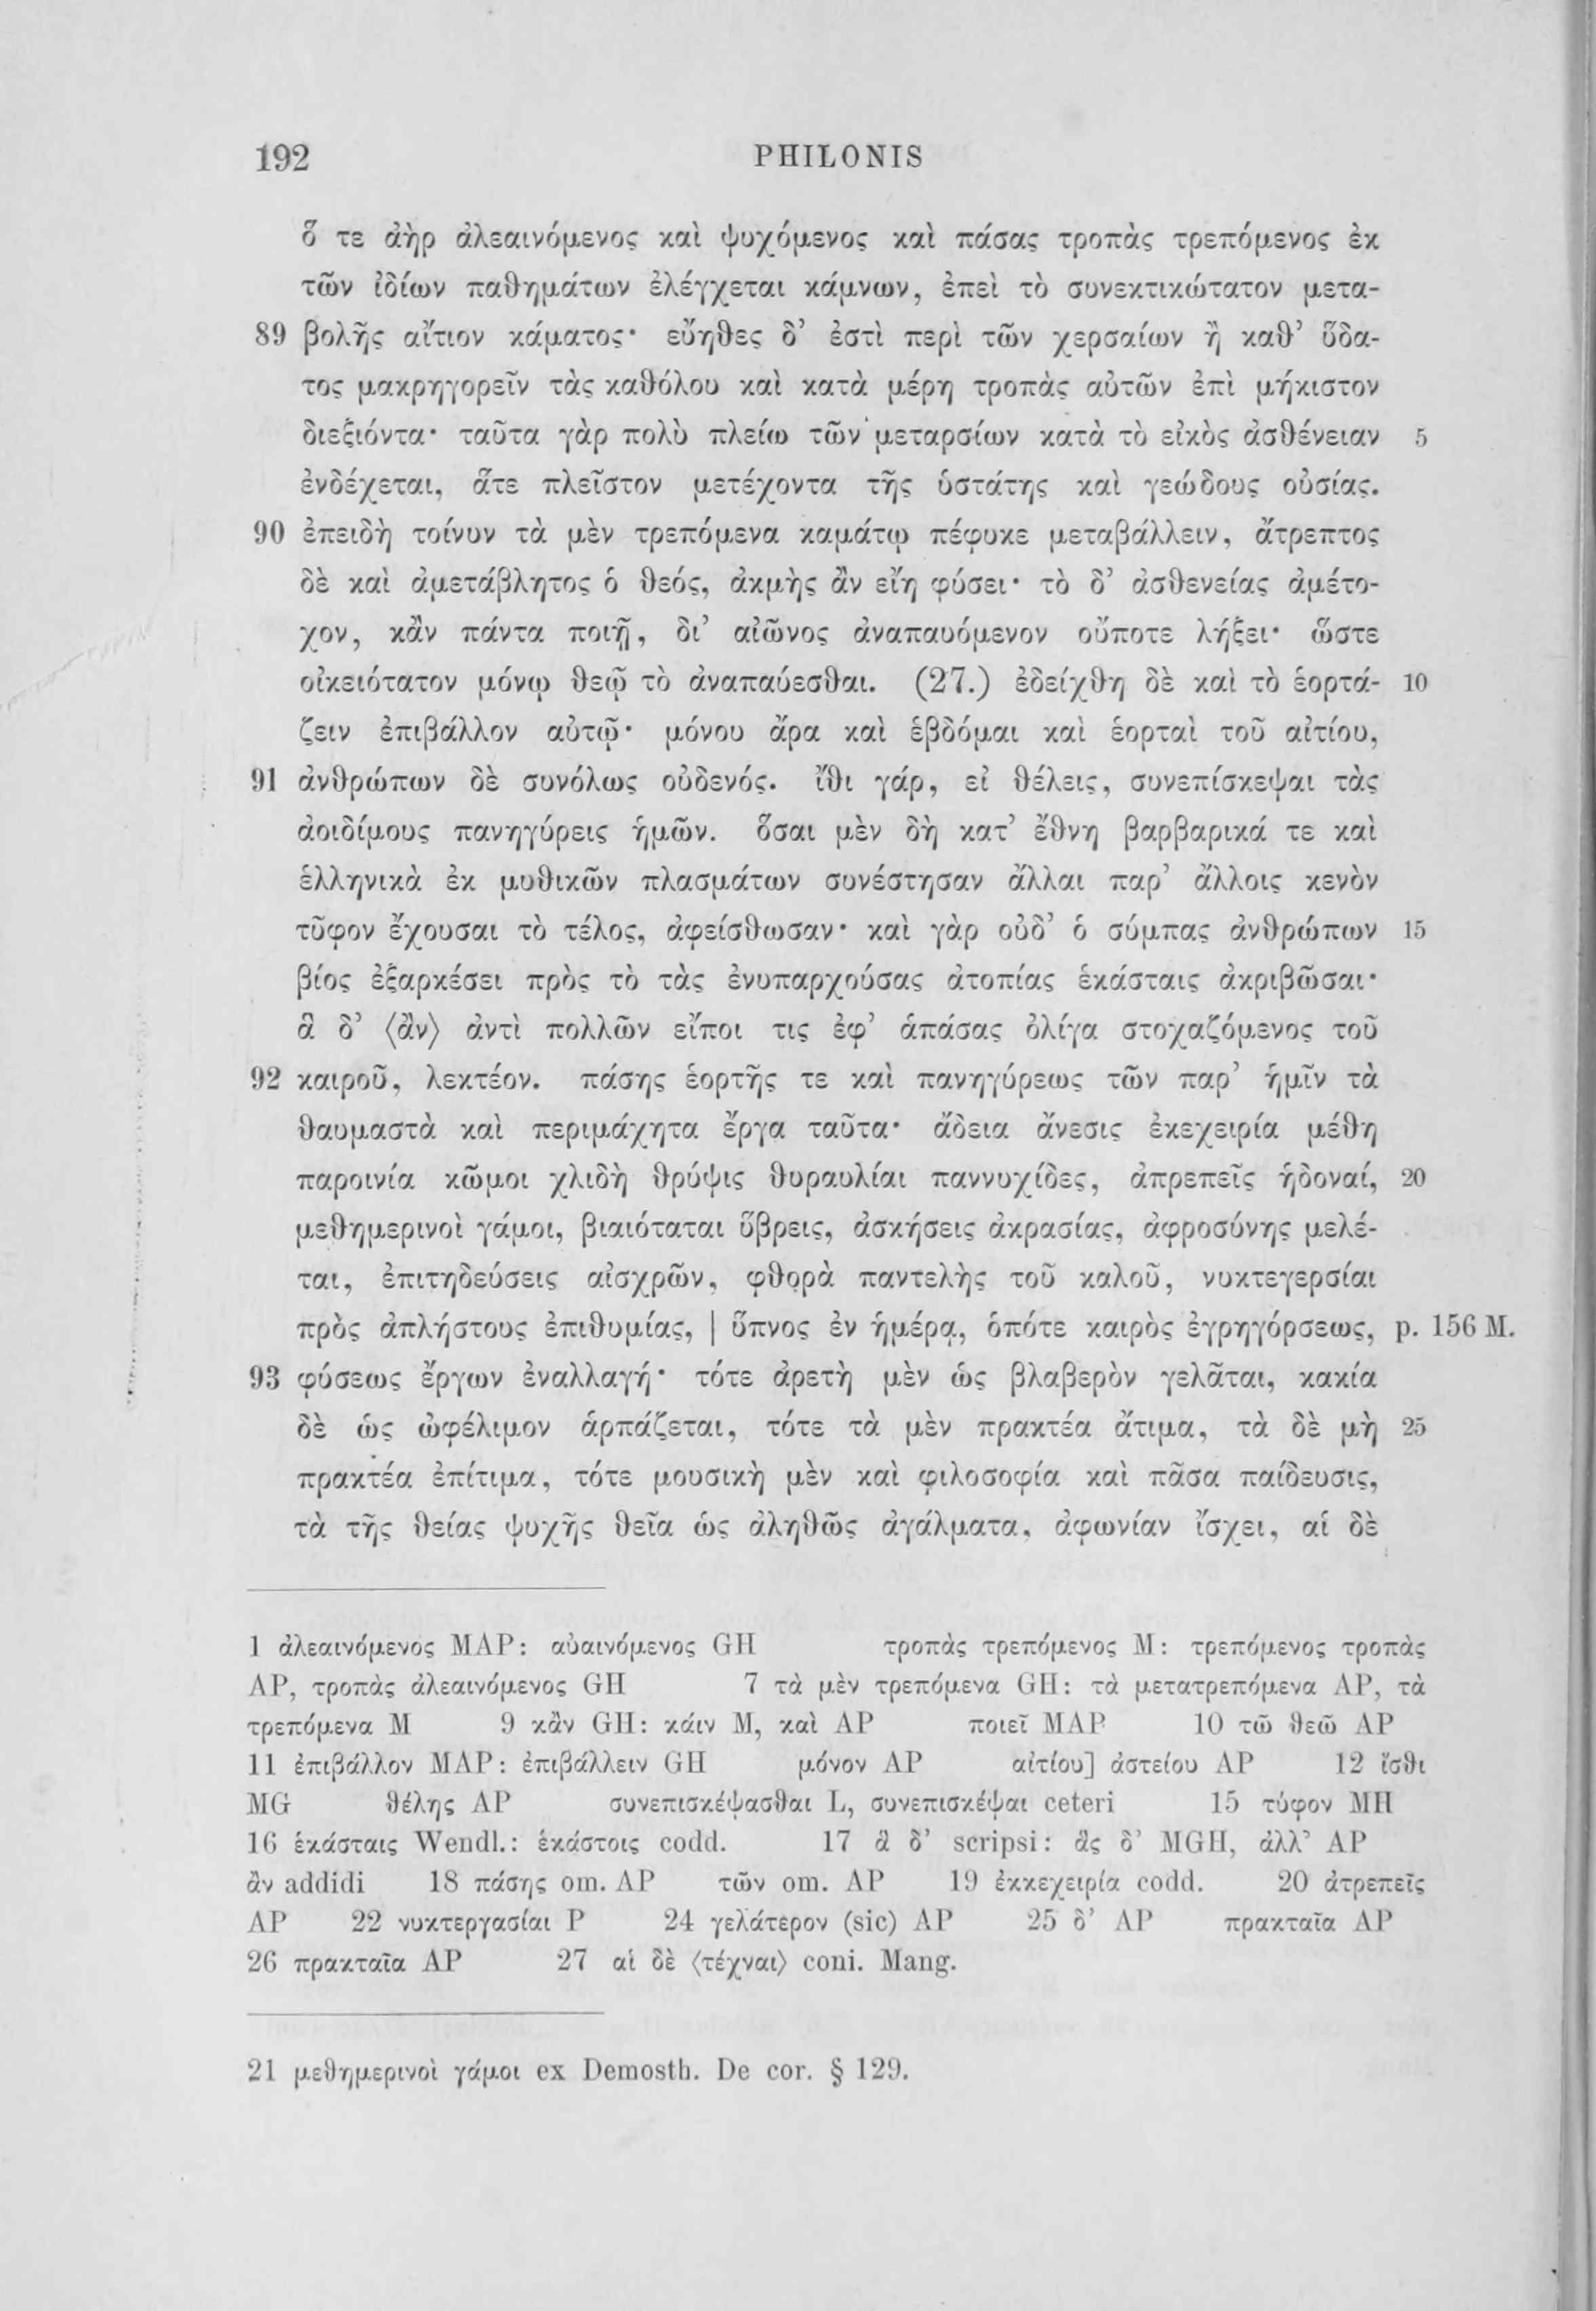 192 PHILONIS
ὅ τε ἀὴρ ἀλεαινόμενος καὶ ψυχόμενος καὶ πάσας τροπὰς τρεπόμενος ἐκ
τῶν ἰδίων παθημάτων ἐλέγχεται κάμνων, ἐπεὶ τὸ συνεκτικώτατον μετα-
89 βολῆς αἴτιον κάματος· εὔηθες δ’ ἐστὶ περὶ τῶν χερσαίων ἢ καθ’ ὕδα-
τος μακρηγορεῖν τὰς καθόλου καὶ κατὰ μέρη τροπὰς αὐτῶν ἐπὶ μήκιστον
διεξιόντα· ταῦτα γὰρ πολὺ πλείω τῶν μεταρσίων κατὰ τὸ εἰκὸς ἀσθένειαν 5
ἐνδέχεται, ἅτε πλεῖστον μετέχοντα τῆς ὑστάτης καὶ γεώδους οὐσίας.
90 ἐπειδὴ τοίνυν τὰ μὲν τρεπόμενα καμάτῳ πέφυκε μεταβάλλειν, ἄτρεπτος
δὲ καὶ ἀμετάβλητος ὁ θεός, ἀκμὴς ἂν εἴη φύσει· τὸ δ’ ἀσθενείας ἀμέτο-
χον, κἂν πάντα ποιῇ, δι’ αἰῶνος ἀναπαυόμενον οὔποτε λήξει· ὥστε
οἰκειότατον μόνῳ θεῷ τὸ ἀναπαύεσθαι. (27.) ἐδείχθη δὲ καὶ τὸ ἑορτά- 10
ζειν ἐπιβάλλον αὐτῷ· μόνου ἄρα καὶ ἑβδόμαι καὶ ἑορταὶ τοῦ αἰτίου,
91 ἀνθρώπων δὲ συνόλως οὐδενός. ἴθι γάρ, εἰ θέλεις, συνεπίσκεψαι τὰς
ἀοιδίμους πανηγύρεις ἡμῶν. ὅσαι μὲν δὴ κατ’ ἔθνη βαρβαρικά τε καὶ
ἑλληνικὰ ἐκ μυθικῶν πλασμάτων συνέστησαν ἄλλαι παρ’ ἄλλοις κενὸν
τῦφον ἔχουσαι τὸ τέλος, ἀφείσθωσαν· καὶ γὰρ οὐδ’ ὁ σύμπας ἀνθρώπων 15
βίος ἐξαρκέσει πρὸς τὸ τὰς ἐνυπαρχούσας ἀτοπίας ἑκάσταις ἀκριβῶσαι·
ἃ δ’ 〈ἂν〉 ἀντὶ πολλῶν εἴποι τις ἐφ’ ἁπάσας ὀλίγα στοχαζόμενος τοῦ
92 καιροῦ, λεκτέον. πάσης ἑορτῆς τε καὶ πανηγύρεως τῶν παρ’ ἡμῖν τὰ
θαυμαστὰ καὶ περιμάχητα ἔργα ταῦτα· ἄδεια ἄνεσις ἐκεχειρία μέθη
παροινία κῶμοι χλιδὴ θρύψις θυραυλίαι παννυχίδες, ἀπρεπεῖς ἡδοναί, 20
μεθημερινοὶ γάμοι, βιαιόταται ὕβρεις, ἀσκήσεις ἀκρασίας, ἀφροσύνης μελέ-
ται, ἐπιτηδεύσεις αἰσχρῶν, φθορὰ παντελὴς τοῦ καλοῦ, νυκτεγερσίαι
πρὸς ἀπλήστους ἐπιθυμίας, | ὕπνος ἐν ἡμέρᾳ, ὁπότε καιρὸς ἐγρηγόρσεως, p. 156 M.
93 φύσεως ἔργων ἐναλλαγή· τότε ἀρετὴ μὲν ὡς βλαβερὸν γελᾶται, κακία
δὲ ὡς ὠφέλιμον ἁρπάζεται, τότε τὰ μὲν πρακτέα ἄτιμα, τὰ δὲ μὴ 25
πρακτέα ἐπίτιμα, τότε μουσικὴ μὲν καὶ φιλοσοφία καὶ πᾶσα παίδευσις,
τὰ τῆς θείας ψυχῆς θεῖα ὡς ἀληθῶς ἀγάλματα, ἀφωνίαν ἴσχει, αἱ δὲ
1 ἀλεαινόμενος MAP: αὐαινόμενος GH τροπὰς τρεπόμενος M: τρεπόμενος τροπὰς
AP, τροπὰς ἀλεαινόμενος GH 7 τὰ μὲν τρεπόμενα GH: τὰ μετατρεπόμενα AP, τὰ
τρεπόμενα M 9 κἂν GH: κάιν M, καὶ AP ποιεῖ MAP 10 τῶ θεῶ AP
11 ἐπιβάλλον MAP: ἐπιβάλλειν GH μόνον AP αἰτίου] ἀστείου AP 12 ἴσθι
MG θέλῃς AP συνεπισκέψασθαι L, συνεπισκέψαι ceteri 15 τύφον MH
16 ἑκάσταις Wendl.: ἑκάστοις codd. 17 ἃ δ’ scripsi: ἃς δ’ MGH, ἀλλ’ AP
ἂν addidi 18 πάσης om. AP τῶν om. AP 19 ἐκκεχειρία codd. 20 ἀτρεπεῖς
AP 22 νυκτεργασίαι P 24 γελάτερον (sic) AP 25 δ’ AP πρακταῖα AP
26 πρακταῖα AP 27 αἱ δὲ 〈τέχναι〉 coni. Mang.
21 μεθημερινοὶ γάμοι ex Demosth. De cor. § 129.